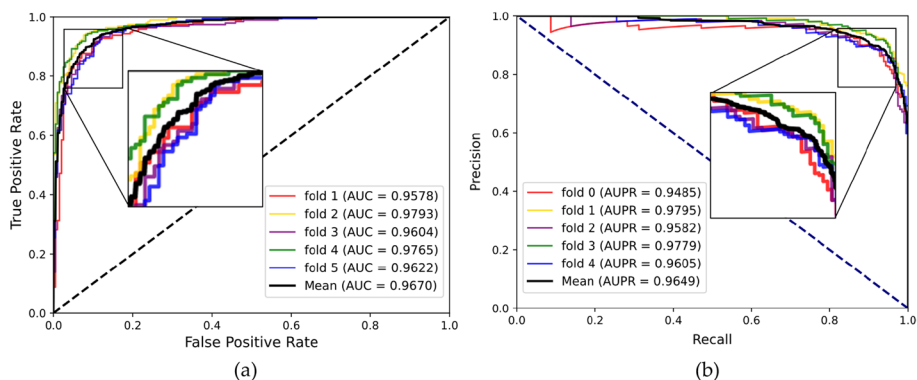 1.0
0.8
0.6
0.4
0.2
0.0
True Positive Rate
fold 1 (AUC = 0.9578)
fold 2 (AUC = 0.9793)
fold 3 (AUC = 0.9604)
fold 4 (AUC = 0.9765)
fold 5 (AUC = 0.9622)
Mean (AUC = 0.9670)
0.0 0.2 0.4 0.6 0.8 1.0
False Positive Rate
(a)
1.0
0.8
0.6
0.4
0.2
0.0
Precision
fold 0 (AUPR = 0.9485)
fold 1 (AUPR = 0.9795)
fold 2 (AUPR = 0.9582)
fold 3 (AUPR = 0.9779)
fold 4 (AUPR = 0.9605)
Mean (AUPR = 0.9649)
0.0 0.2 0.4 0.6 0.8 1.0
Recall
(b)